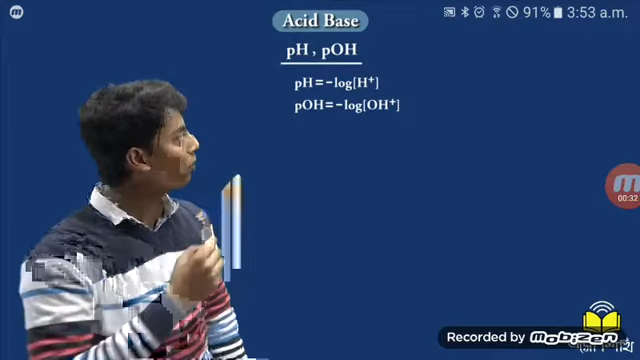 Acid Base
91% 3:53 a.m.
pH, pOH
pH=-log[H⁺]
pOH=-log[OH⁺]
00:32
Recorded by MOBIZEN